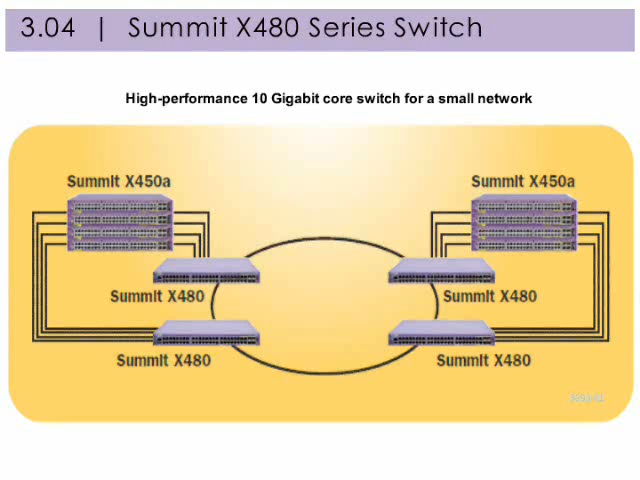 3.04 | Summit X480 Series Switch
High-performance 10 Gigabit core switch for a small network
Summit X450a
Summit X450a
Summit X480
Summit X480
Summit X480
Summit X480